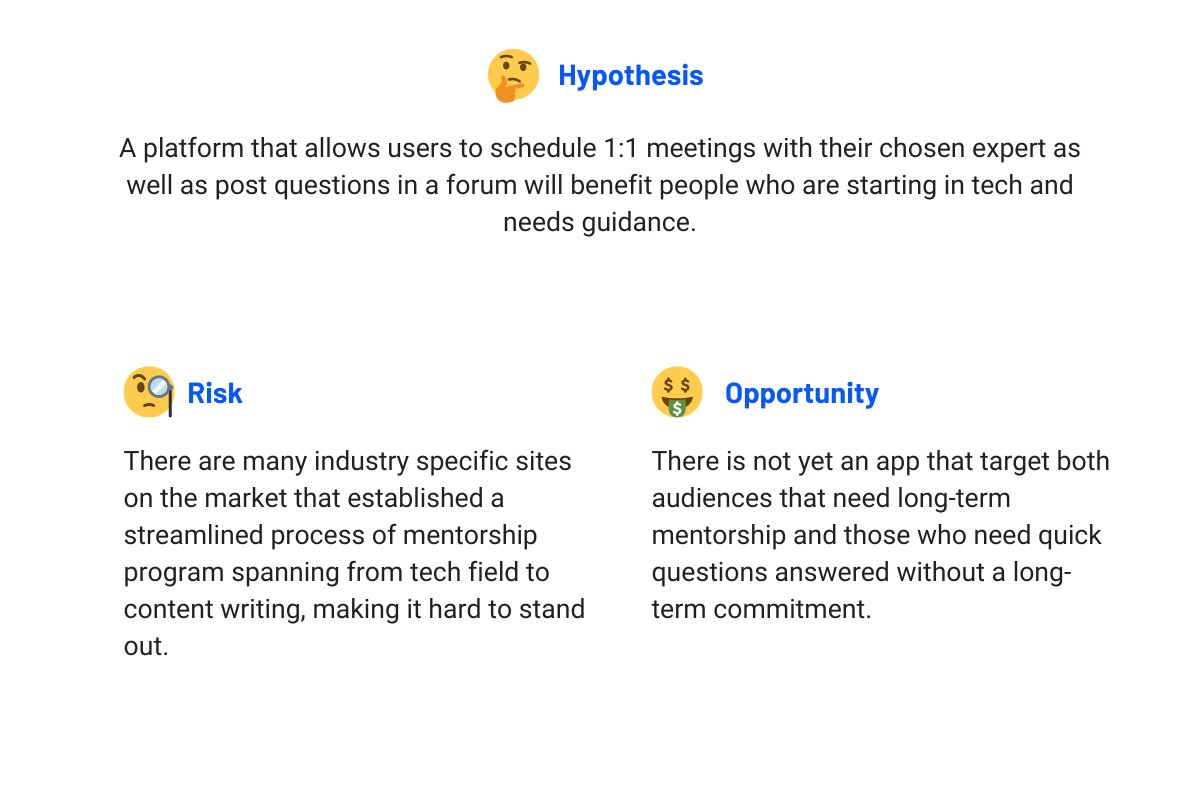 Hypothesis
A platform that allows users to schedule 1:1 meetings with their chosen expert as
well as post questions in a forum will benefit people who are starting in tech and
needs guidance.
Risk
There are many industry specific sites
on the market that established a
streamlined process of mentorship
program spanning from tech field to
content writing, making it hard to stand
out.
Opportunity
There is not yet an app that target both
audiences that need long-term
mentorship and those who need quick
questions answered without a long-
term commitment.